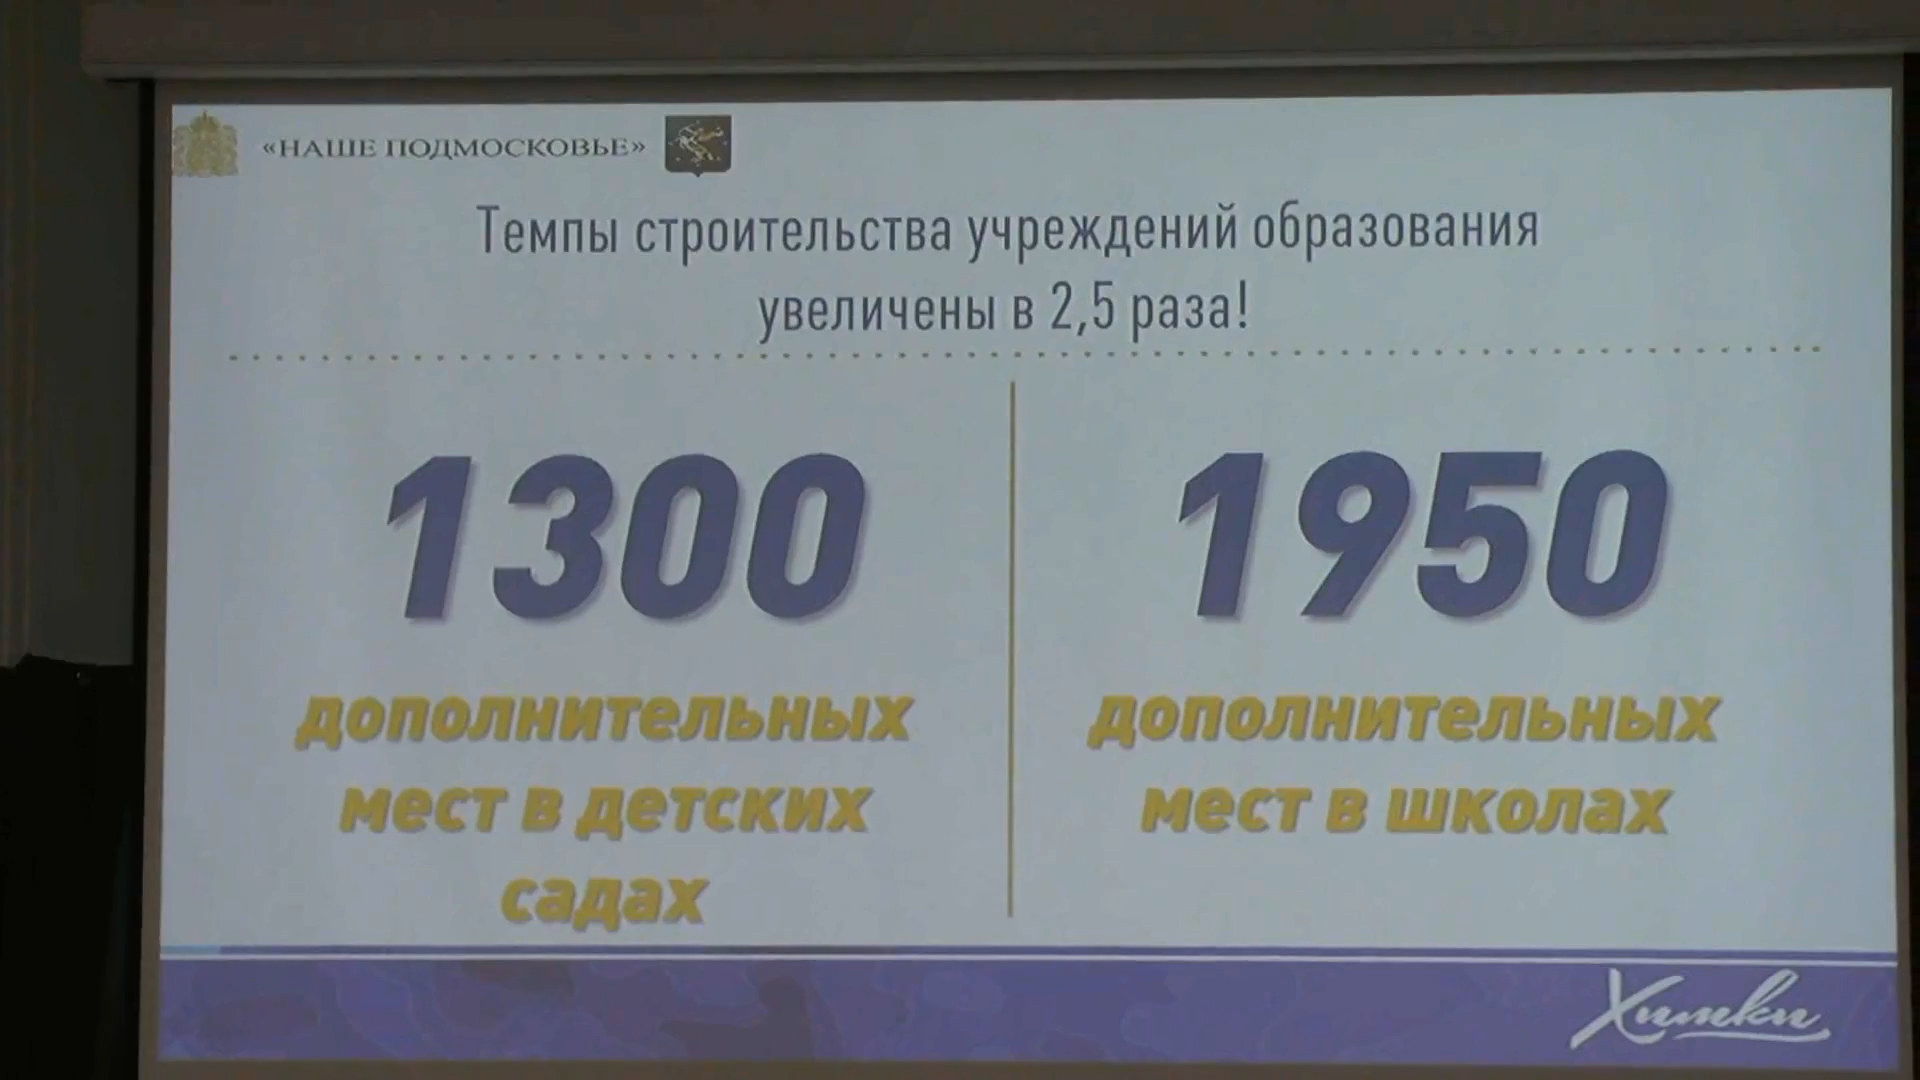 «НАШЕ ПОДМОСКОВЬЕ»
Темпы строительства учреждений образования
увеличены в 2,5 раза!
1300
дополнительных
мест в детских
садах
1950
дополнительных
мест в школах
Химки